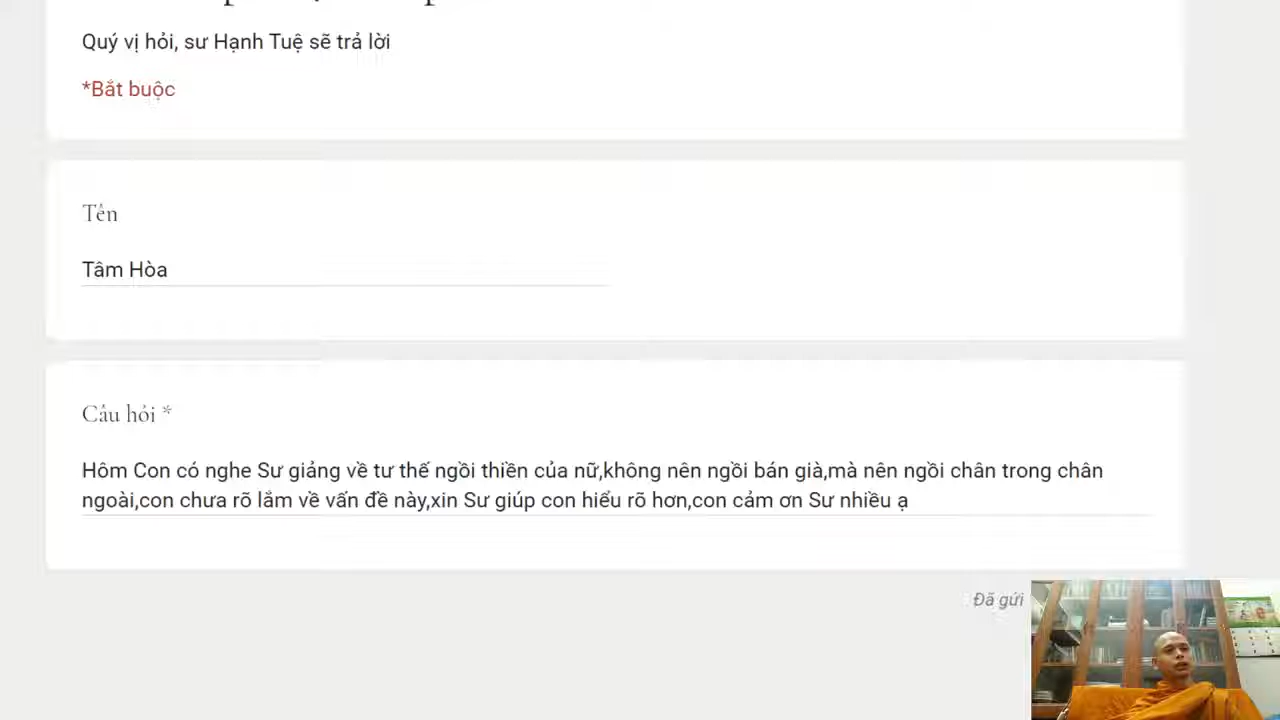 Quý vị hỏi, sư Hạnh Tuệ sẽ trả lời
*Bắt buộc
Tên
Tâm Hòa
Câu hỏi *
Hôm Con có nghe Sư giảng về tư thế ngồi thiền của nữ,không nên ngồi bán già,mà nên ngồi chân trong chân
ngoài,con chưa rõ lắm về vấn đề này,xin Sư giúp con hiểu rõ hơn,con cảm ơn Sư nhiều ạ
Đã gửi